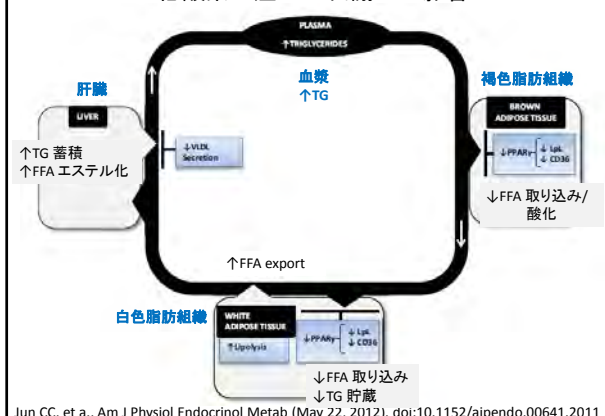 PLASMA
↑TRIGLYCERIDES
血漿
↑TG
肝臓
LIVER
↑TG 蓄積
↑FFA エステル化
↓VLDL
Secretion
褐色脂肪組織
BROWN
ADIPOSE TISSUE
↓PPARγ
↓ LpL
↓ CD36
↓FFA 取り込み/
酸化
↑FFA export
白色脂肪組織
WHITE
ADIPOSE TISSUE
↑Lipolysis
↓PPARγ
↓ LpL
↓ CD36
↓FFA 取り込み
↓TG 貯蔵
Jun CC, et a., Am J Physiol Endocrinol Metab (May 22, 2012). doi:10.1152/ajpendo.00641.2011